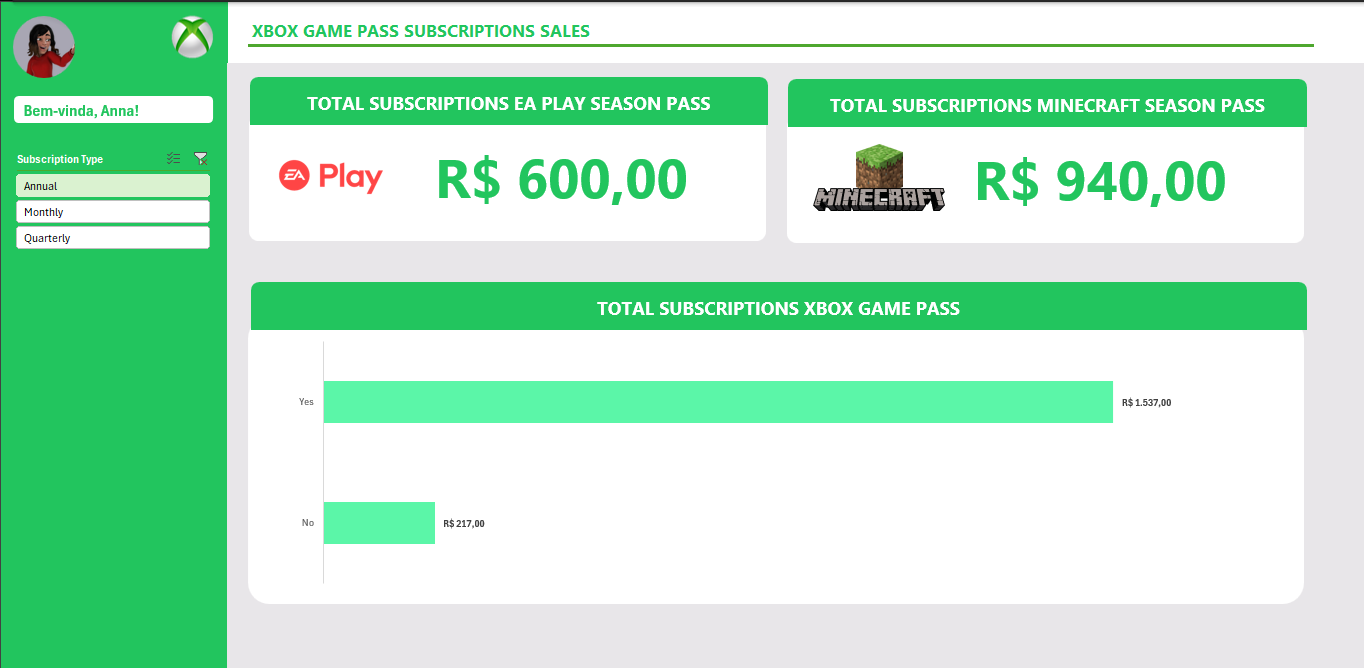 XBOX GAME PASS SUBSCRIPTIONS SALES
Bem-vinda, Anna!
Subscription Type
Annual
Monthly
Quarterly
TOTAL SUBSCRIPTIONS EA PLAY SEASON PASS
EA Play
R$ 600,00
TOTAL SUBSCRIPTIONS MINECRAFT SEASON PASS
MINECRAFT
R$ 940,00
TOTAL SUBSCRIPTIONS XBOX GAME PASS
Yes
R$ 1.537,00
No
R$ 217,00